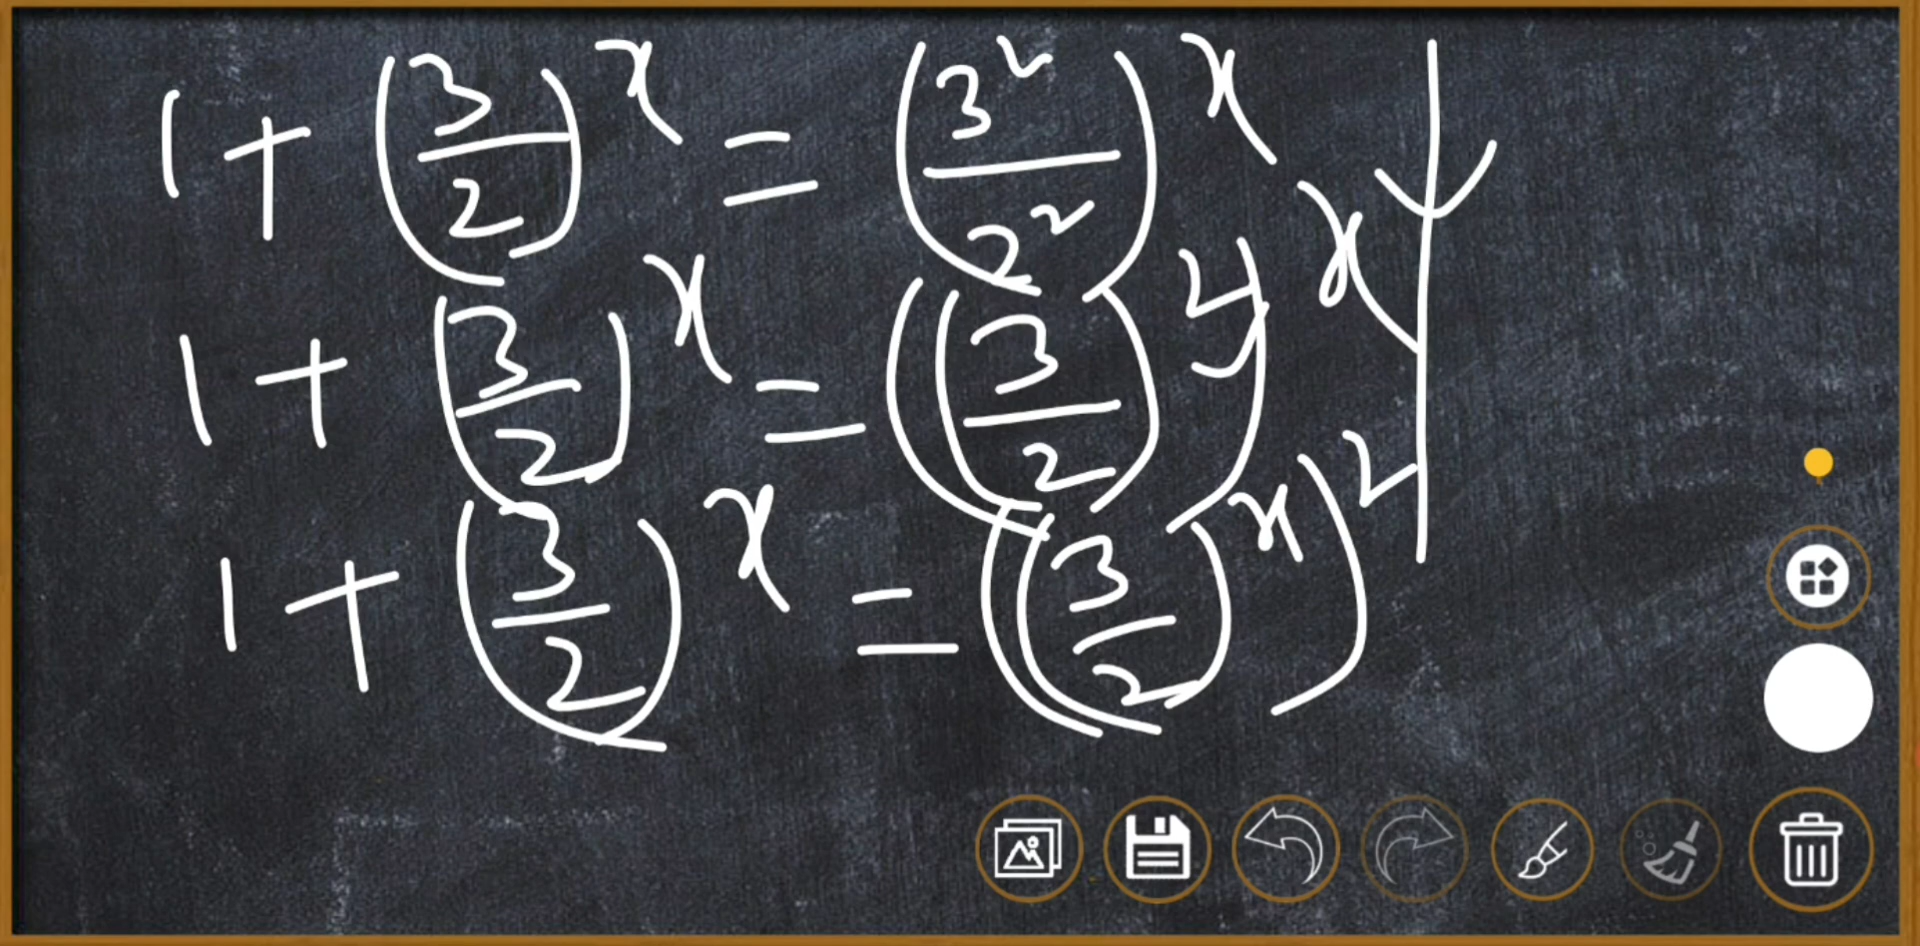 1 + (3/2)^x = (3^2/2^2)^x
1 + (3/2)^x = ((3/2)^2)^x
1 + (3/2)^x = ((3/2)^x)^2